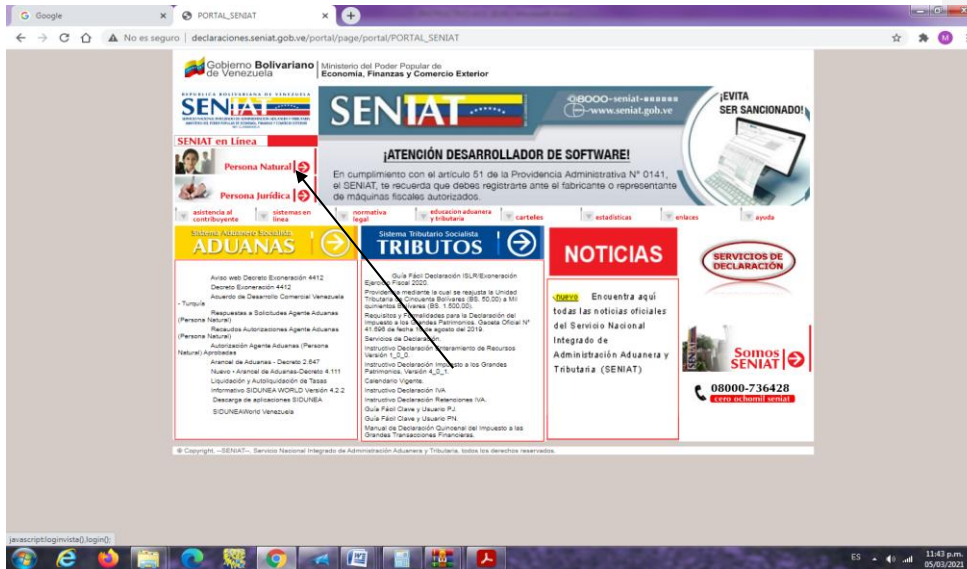 Google
PORTAL_SENIAT
No es seguro | declaraciones.seniat.gob.ve/portal/page/portal/PORTAL_SENIAT
M
Gobierno Bolivariano
de Venezuela
Ministerio del Poder Popular de
Economía, Finanzas y Comercio Exterior
REPUBLICA BOLIVARIANA DE VENEZUELA
SENIAT
SENIAT
www.seniat.gob.ve
¡EVITA
SER SANCIONADO!
SENIAT en Línea
Persona Natural
Persona Jurídica
¡ATENCIÓN DESARROLLADOR DE SOFTWARE!
En cumplimiento con el artículo 51 de la Providencia Administrativa N° 0141,
el SENIAT, te recuerda que debes registrarte ante el fabricante o representante
de máquinas fiscales autorizados.
asistencia al
contribuyente
sistemas en
línea
normativa
legal
educacion aduanera
y tributaria
carteles
estadísticas
enlaces
ayuda
Sistema Aduanero Socialista
ADUANAS
Aviso web Decreto Exoneración 4412
Decreto Exoneración 4412
Acuerdo de Desarrollo Comercial Venezuela
- Turquía
Respuestas a Solicitudes Agente Aduanas
(Persona Natural)
Recaudos Autorizaciones Agente Aduanas
(Persona Natural)
Autorización Agente Aduanas (Persona
Natural) Aprobadas
Arancel de Aduanas - Decreto 2.647
Nuevo - Arancel de Aduanas-Decreto 4.111
Liquidación y Autoliquidación de Tasas
Informativo SIDUNEA WORLD Versión 4.2.2
Descarga de aplicaciones SIDUNEA
SIDUNEAWorld Venezuela
Sistema Tributario Socialista
TRIBUTOS
Guía Fácil Declaración ISLR/Exoneración
Ejercicio Fiscal 2020.
Providencia mediante la cual se reajusta la Unidad
Tributaria de Cincuenta Bolívares (BS. 50,00) a Mil
quinientos Bolívares (BS. 1.500,00).
Requisitos y Formalidades para la Declaración del
Impuesto a los Grandes Patrimonios. Gaceta Oficial N°
41.696 de fecha 16 de agosto del 2019.
Servicios de Declaración.
Instructivo Declaración Enteramiento de Recursos
Versión 1_0_0.
Instructivo Declaración Impuesto a los Grandes
Patrimonios, Versión 4_0_1.
Calendario Vigente.
Instructivo Declaración IVA.
Instructivo Declaración Retenciones IVA.
Guía Fácil Clave y Usuario PJ.
Guía Fácil Clave y Usuario PN.
Manual de Declaración Quincenal del Impuesto a las
Grandes Transacciones Financieras.
NOTICIAS
nuevo Encuentra aquí
todas las noticias oficiales
del Servicio Nacional
Integrado de
Administración Aduanera y
Tributaria (SENIAT)
SERVICIOS DE
DECLARACIÓN
Somos
SENIAT
08000-736428
cero ochomil seniat
© Copyright, --SENIAT--, Servicio Nacional Integrado de Administración Aduanera y Tributaria, todos los derechos reservados.
javascript:loginvista(),login();
ES
11:43 p.m.
05/03/2021